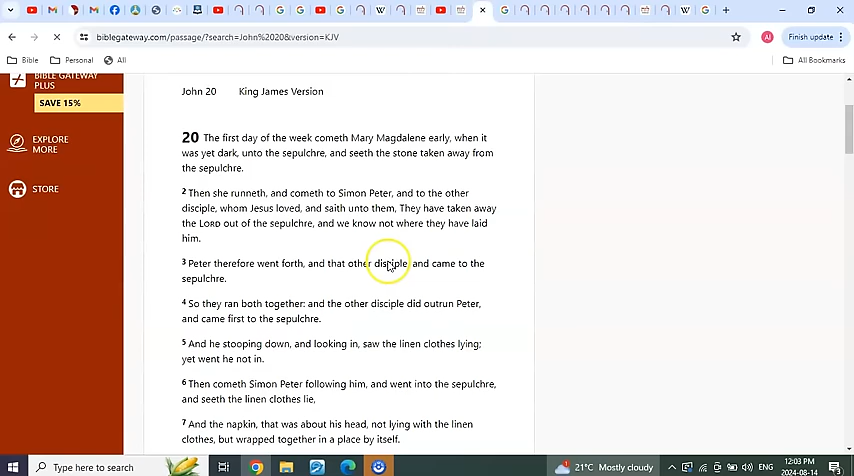 biblegateway.com/passage/?search=John%2020&version=KJV
Finish update
Bible
Personal
All
All Bookmarks
BIBLE GATEWAY
PLUS
SAVE 15%
EXPLORE
MORE
STORE
John 20 King James Version
20 The first day of the week cometh Mary Magdalene early, when it
was yet dark, unto the sepulchre, and seeth the stone taken away from
the sepulchre.
2 Then she runneth, and cometh to Simon Peter, and to the other
disciple, whom Jesus loved, and saith unto them, They have taken away
the LORD out of the sepulchre, and we know not where they have laid
him.
3 Peter therefore went forth, and that other disciple, and came to the
sepulchre.
4 So they ran both together: and the other disciple did outrun Peter,
and came first to the sepulchre.
5 And he stooping down, and looking in, saw the linen clothes lying;
yet went he not in.
6 Then cometh Simon Peter following him, and went into the sepulchre,
and seeth the linen clothes lie,
7 And the napkin, that was about his head, not lying with the linen
clothes, but wrapped together in a place by itself.
Type here to search
21°C Mostly cloudy
ENG
12:03 PM
2024-08-14